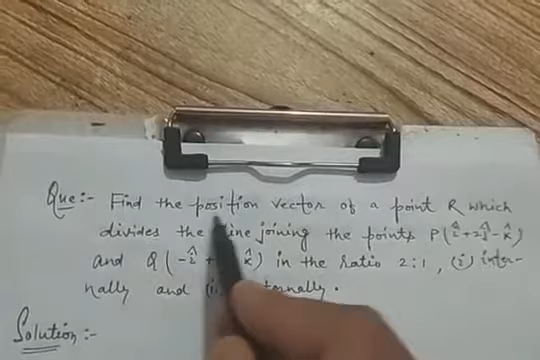 Que:- Find the position vector of a point R which
divides the line joining the points P(î+2ĵ-k̂)
and Q(-î+ k̂) in the ratio 2:1, (i) inter-
nally and
Solution:-